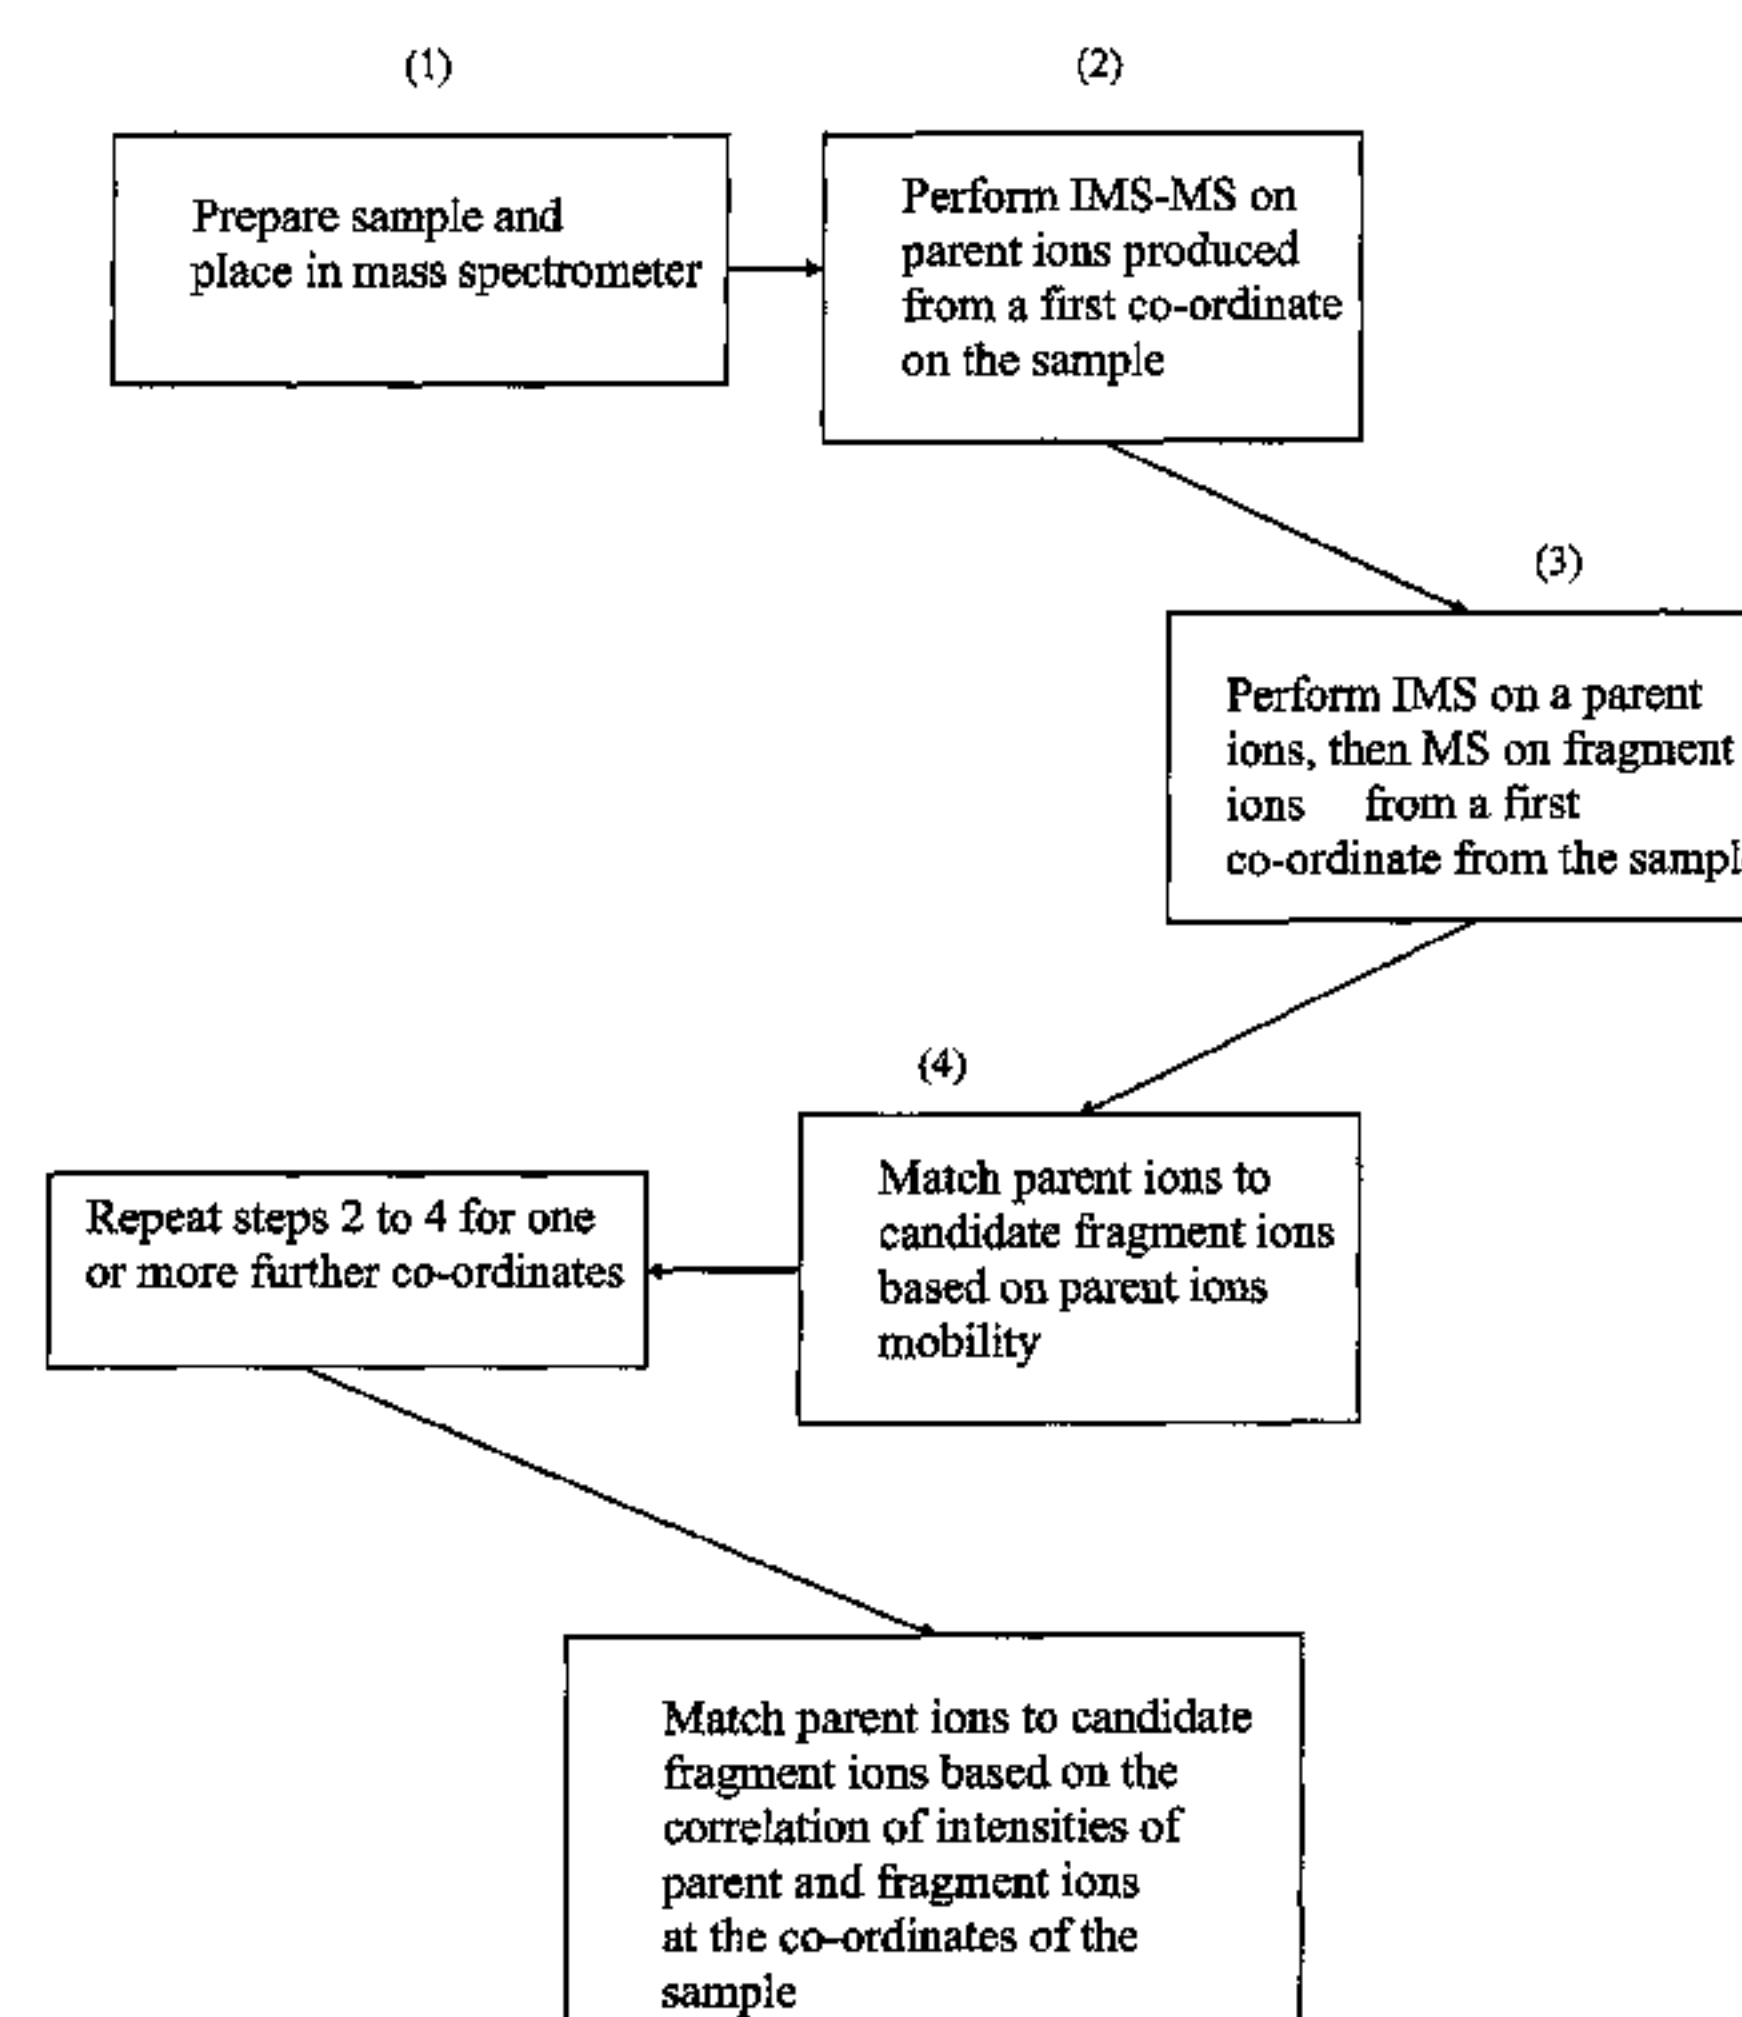 (1)
Prepare sample and
place in mass spectrometer
(2)
Perform IMS-MS on
parent ions produced
from a first co-ordinate
on the sample
(3)
Perform IMS on a parent
ions, then MS on fragment
ions from a first
co-ordinate from the sample
(4)
Match parent ions to
candidate fragment ions
based on parent ions
mobility
Repeat steps 2 to 4 for one
or more further co-ordinates
Match parent ions to candidate
fragment ions based on the
correlation of intensities of
parent and fragment ions
at the co-ordinates of the
sample